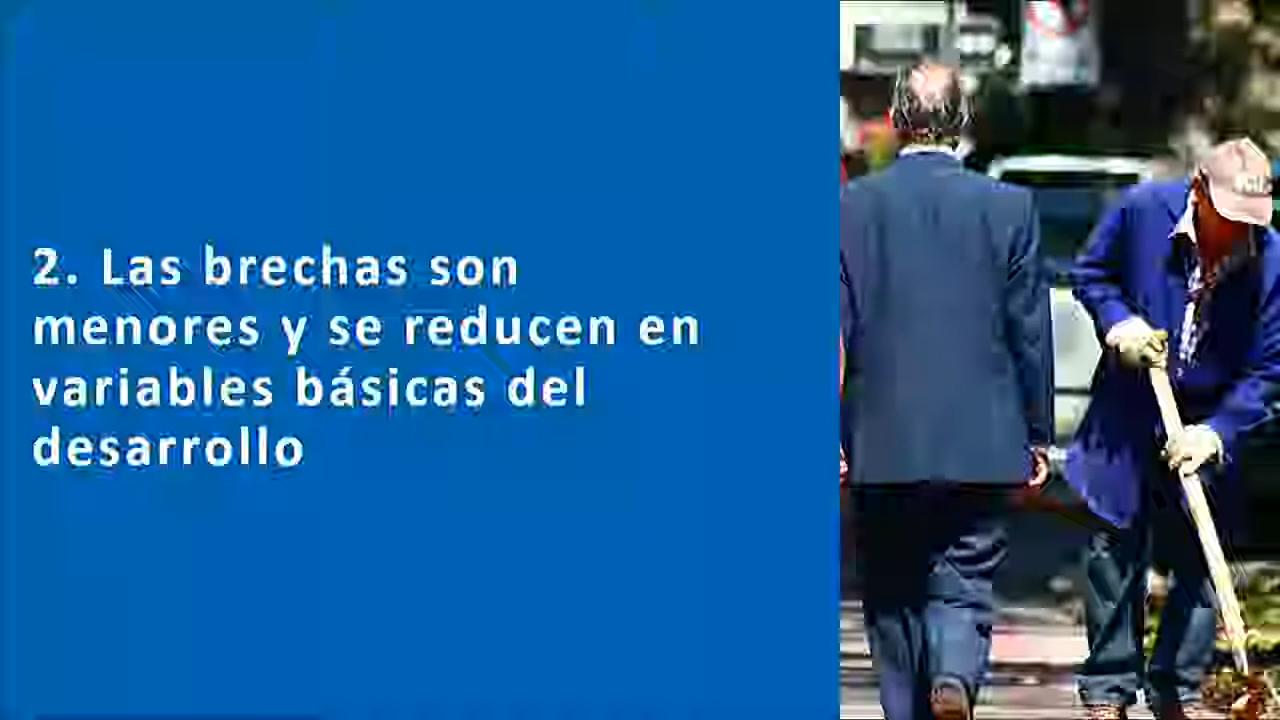 2. Las brechas son
menores y se reducen en
variables básicas del
desarrollo